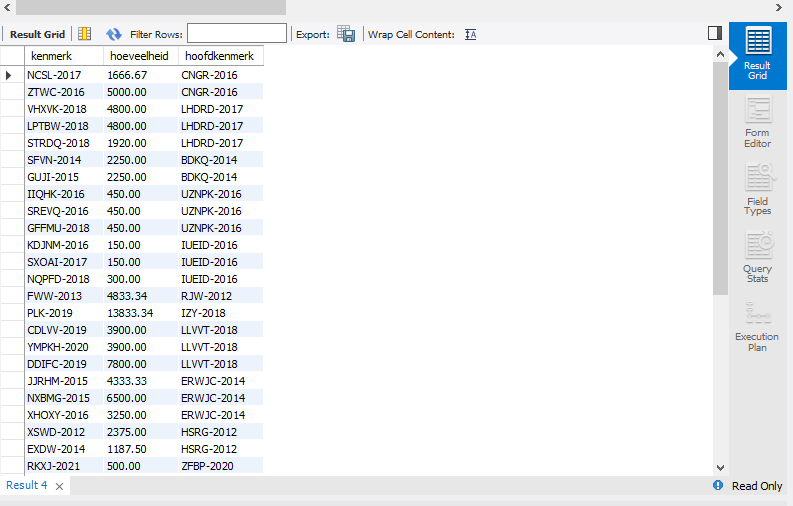 Result Grid Filter Rows: Export: Wrap Cell Content:
kenmerk hoeveelheid hoofdkenmerk
NCSL-2017 1666.67 CNGR-2016
ZTWC-2016 5000.00 CNGR-2016
VHXVK-2018 4800.00 LHDRD-2017
LPTBW-2018 4800.00 LHDRD-2017
STRDQ-2018 1920.00 LHDRD-2017
SFVN-2014 2250.00 BDKQ-2014
GUJI-2015 2250.00 BDKQ-2014
IIQHK-2016 450.00 UZNPK-2016
SREVQ-2016 450.00 UZNPK-2016
GFFMU-2018 450.00 UZNPK-2016
KDJNM-2016 150.00 IUEID-2016
SXOAI-2017 150.00 IUEID-2016
NQPFD-2018 300.00 IUEID-2016
FWW-2013 4833.34 RJW-2012
PLK-2019 13833.34 IZY-2018
CDLVV-2019 3900.00 LLVVT-2018
YMPKH-2020 3900.00 LLVVT-2018
DDIFC-2019 7800.00 LLVVT-2018
JJRHM-2015 4333.33 ERWJC-2014
NXBMG-2015 6500.00 ERWJC-2014
XHOXY-2016 3250.00 ERWJC-2014
XSWD-2012 2375.00 HSRG-2012
EXDW-2014 1187.50 HSRG-2012
RKXJ-2021 500.00 ZFBP-2020
Result
Grid
Form
Editor
Field
Types
Query
Stats
Execution
Plan
Result 4 Read Only